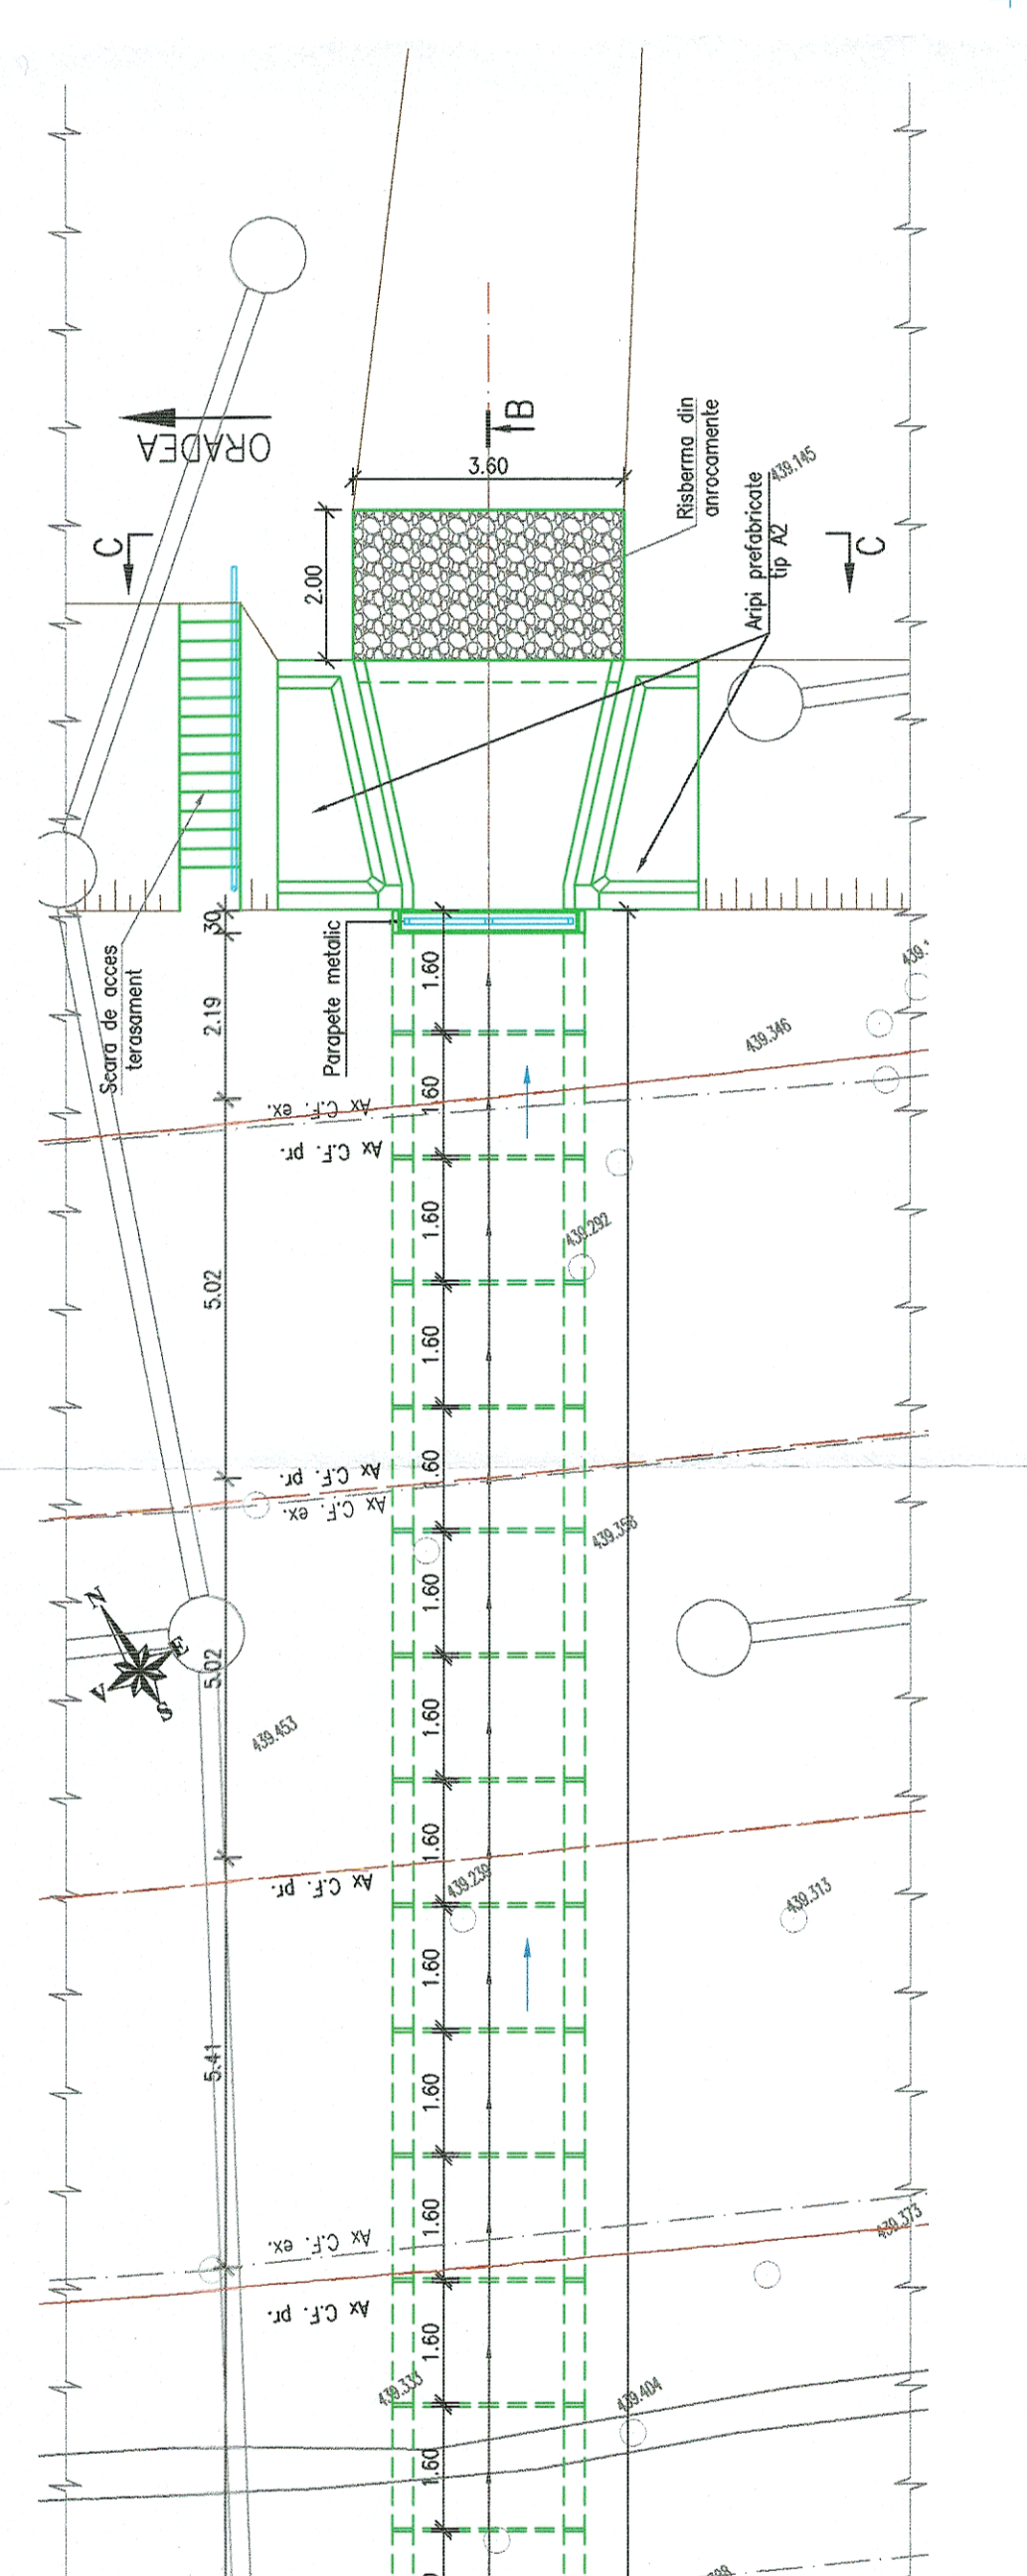 ORADEA
B
3.60
Risberma din
anrocamente
439.145
Aripi prefabricate
tip A2
C
C
2.00
30
Parapete metalic
Scara de acces
terasament
2.19
1.60
439.346
1.60
Ax C.F. ex.
Ax C.F. pr.
1.60
439.292
5.02
1.60
Ax C.F. pr.
Ax C.F. ex.
1.60
439.358
1.60
N
E
S
V
5.02
439.453
1.60
1.60
Ax C.F. pr.
439.239
439.313
1.60
5.41
1.60
1.60
Ax C.F. ex.
439.373
Ax C.F. pr.
1.60
439.333
439.404
1.60